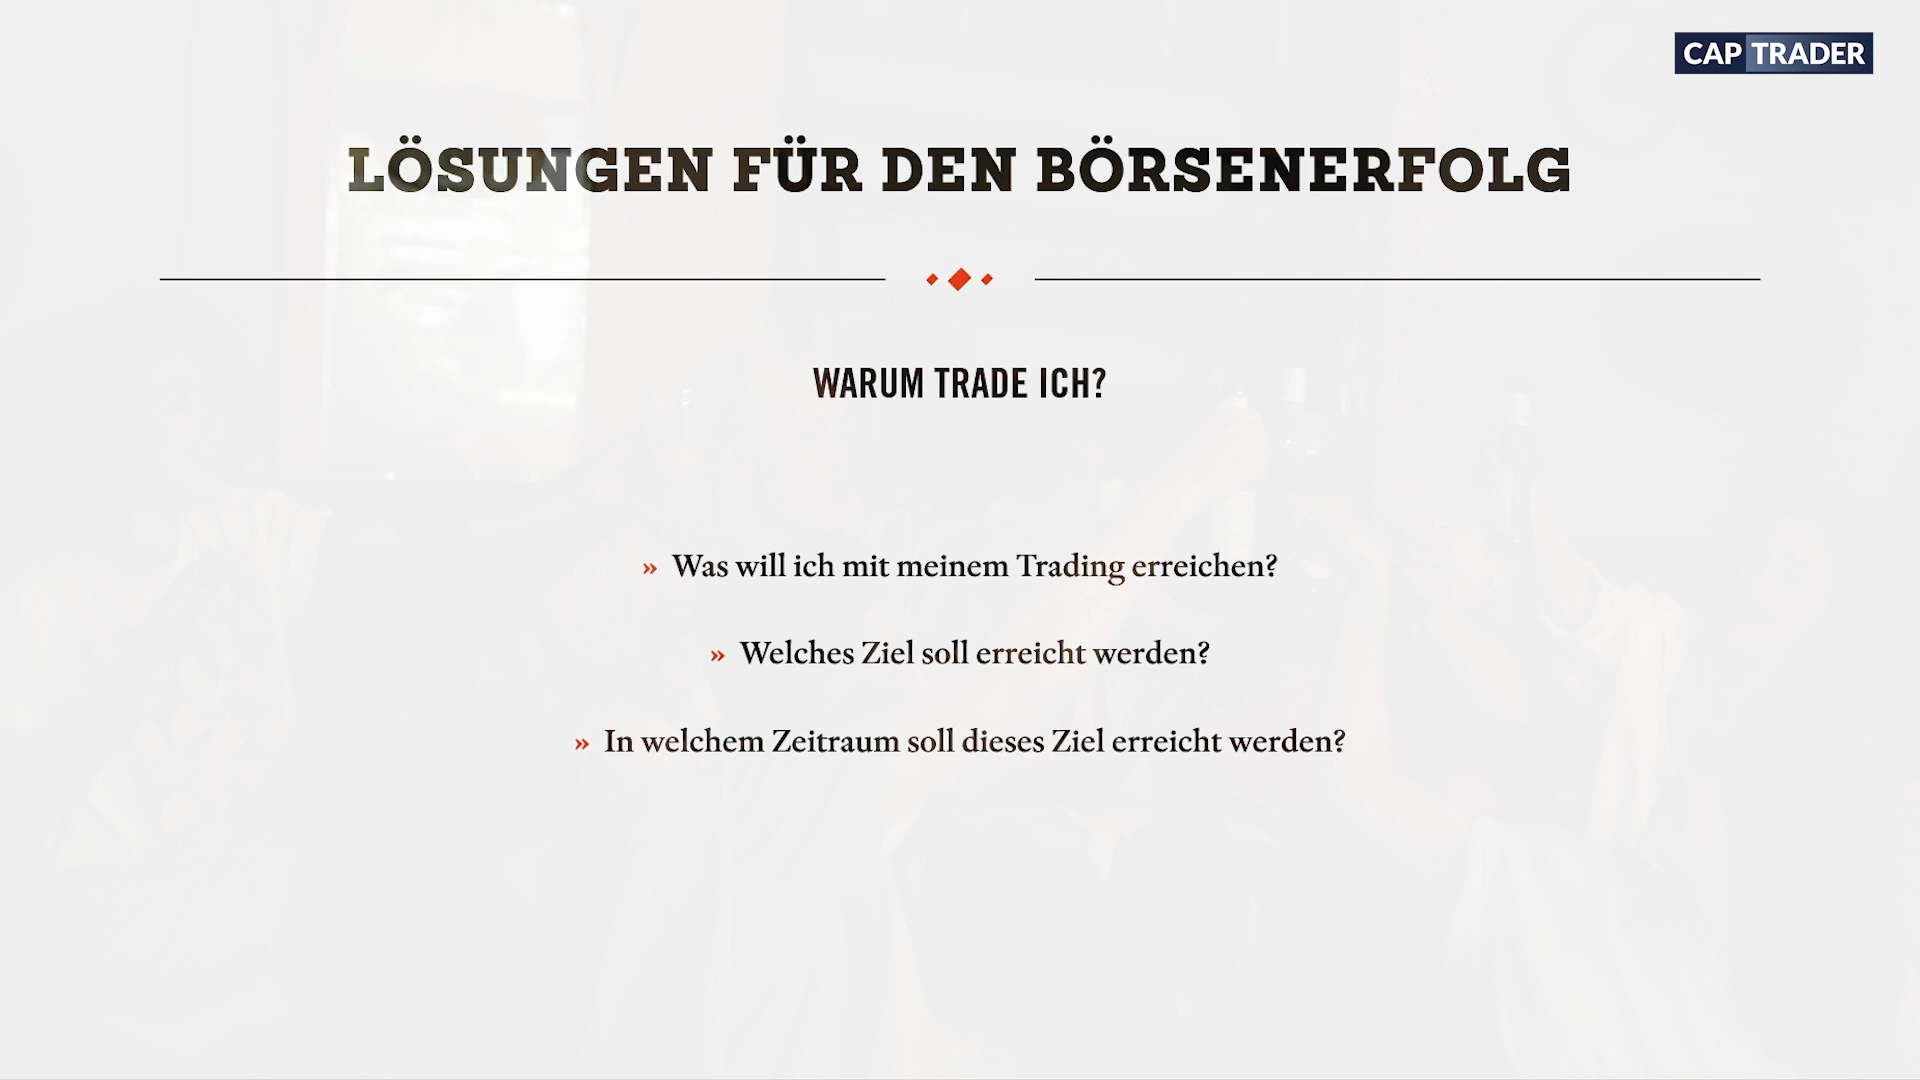 CAP TRADER
LÖSUNGEN FÜR DEN BÖRSENERFOLG
WARUM TRADE ICH?
» Was will ich mit meinem Trading erreichen?
» Welches Ziel soll erreicht werden?
» In welchem Zeitraum soll dieses Ziel erreicht werden?